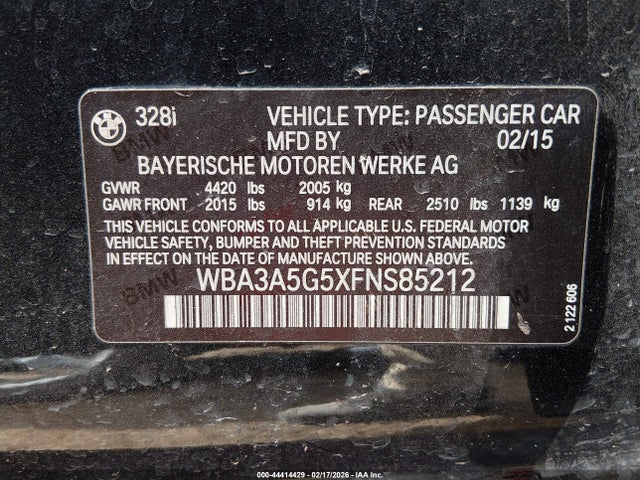 328i VEHICLE TYPE: PASSENGER CAR
MFD BY 02/15
BAYERISCHE MOTOREN WERKE AG
GVWR 4420 lbs 2005 kg
GAWR FRONT 2015 lbs 914 kg REAR 2510 lbs 1139 kg
THIS VEHICLE CONFORMS TO ALL APPLICABLE U.S. FEDERAL MOTOR
VEHICLE SAFETY, BUMPER AND THEFT PREVENTION STANDARDS
IN EFFECT ON THE DATE OF MANUFACTURE SHOWN ABOVE.
WBA3A5G5XFNS85212
2 122 606
000-44414429 - 02/17/2026 - IAA Inc.